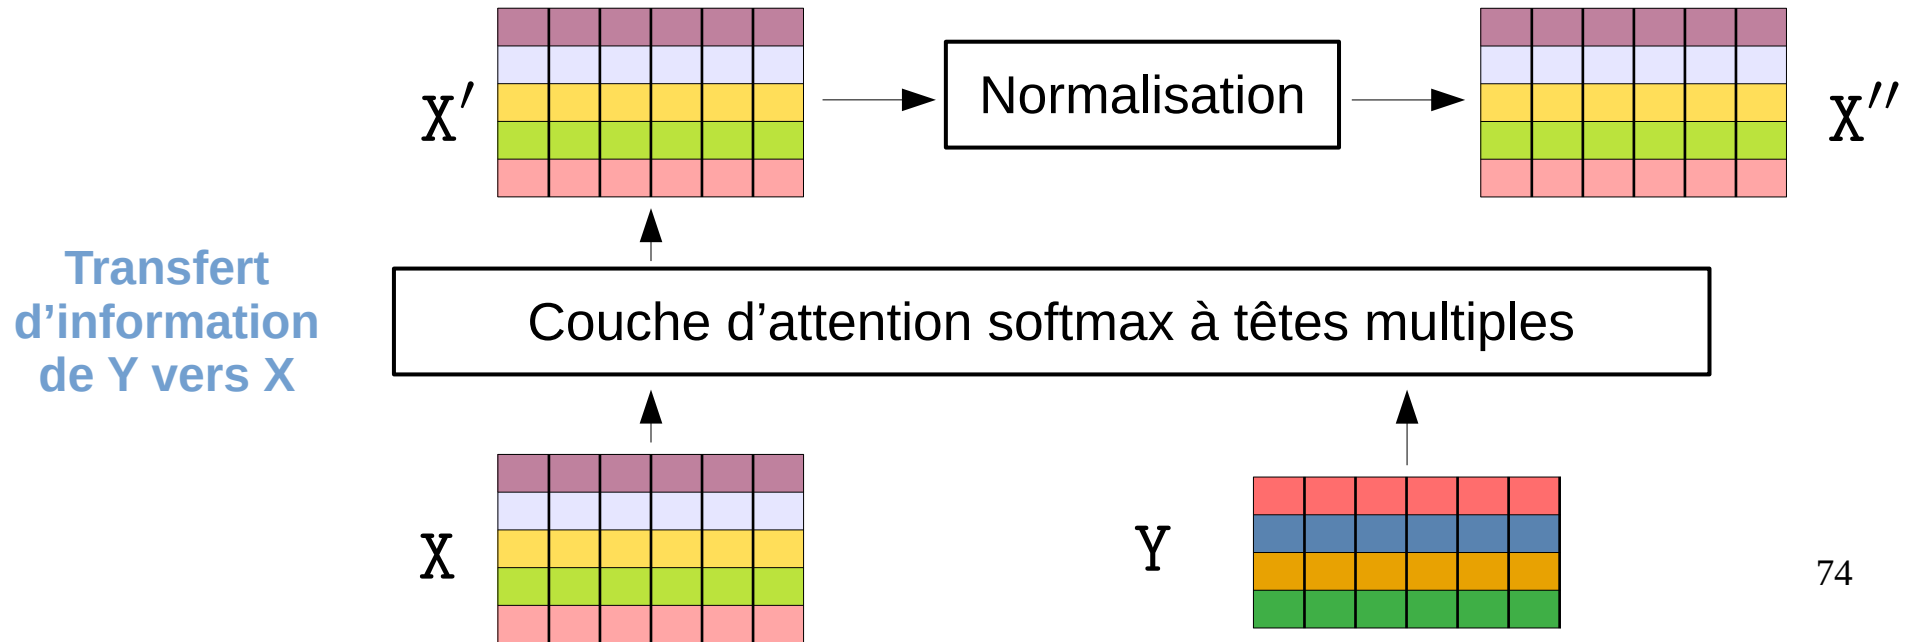 X′
Normalisation
X′′
Transfert
d’information
de Y vers X
Couche d’attention softmax à têtes multiples
X
Y
74